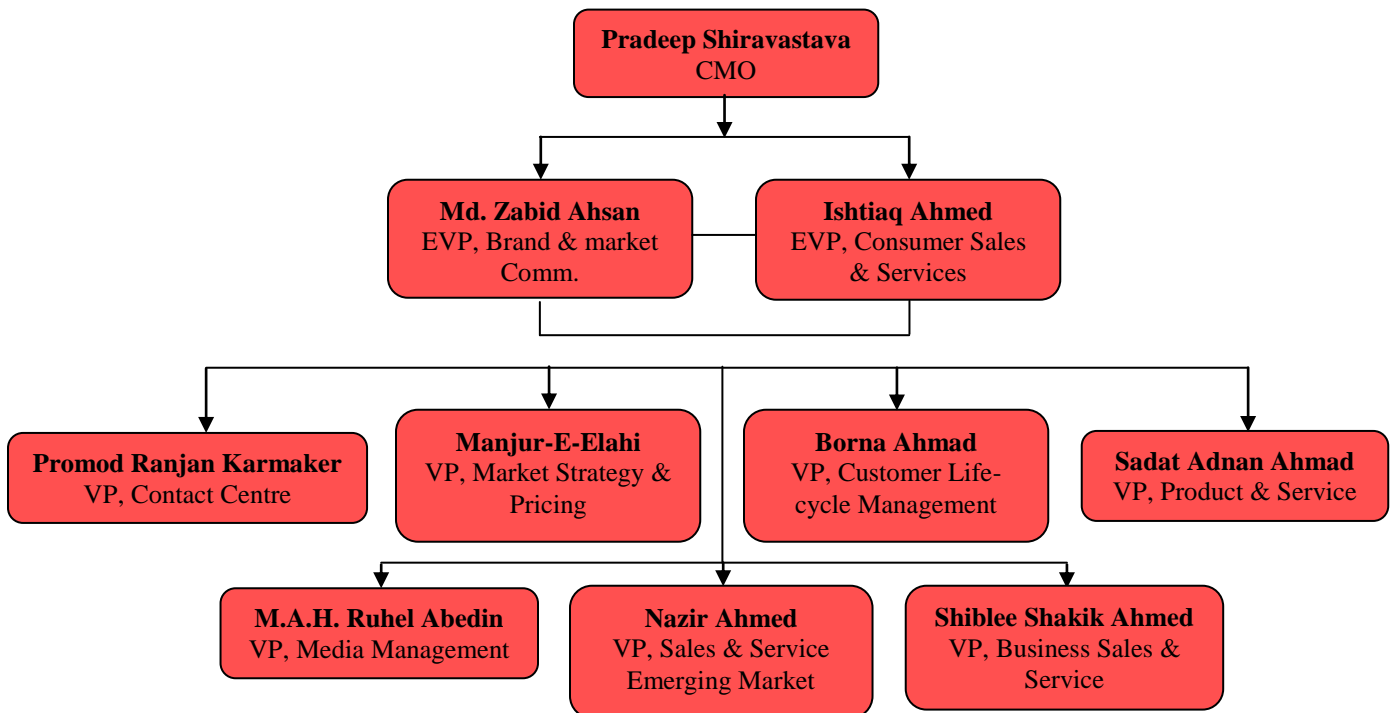 Pradeep Shiravastava
CMO
Md. Zabid Ahsan
EVP, Brand & market
Comm.
Ishtiaq Ahmed
EVP, Consumer Sales
& Services
Promod Ranjan Karmaker
VP, Contact Centre
Manjur-E-Elahi
VP, Market Strategy &
Pricing
Borna Ahmad
VP, Customer Life-
cycle Management
Sadat Adnan Ahmad
VP, Product & Service
M.A.H. Ruhel Abedin
VP, Media Management
Nazir Ahmed
VP, Sales & Service
Emerging Market
Shiblee Shakik Ahmed
VP, Business Sales &
Service